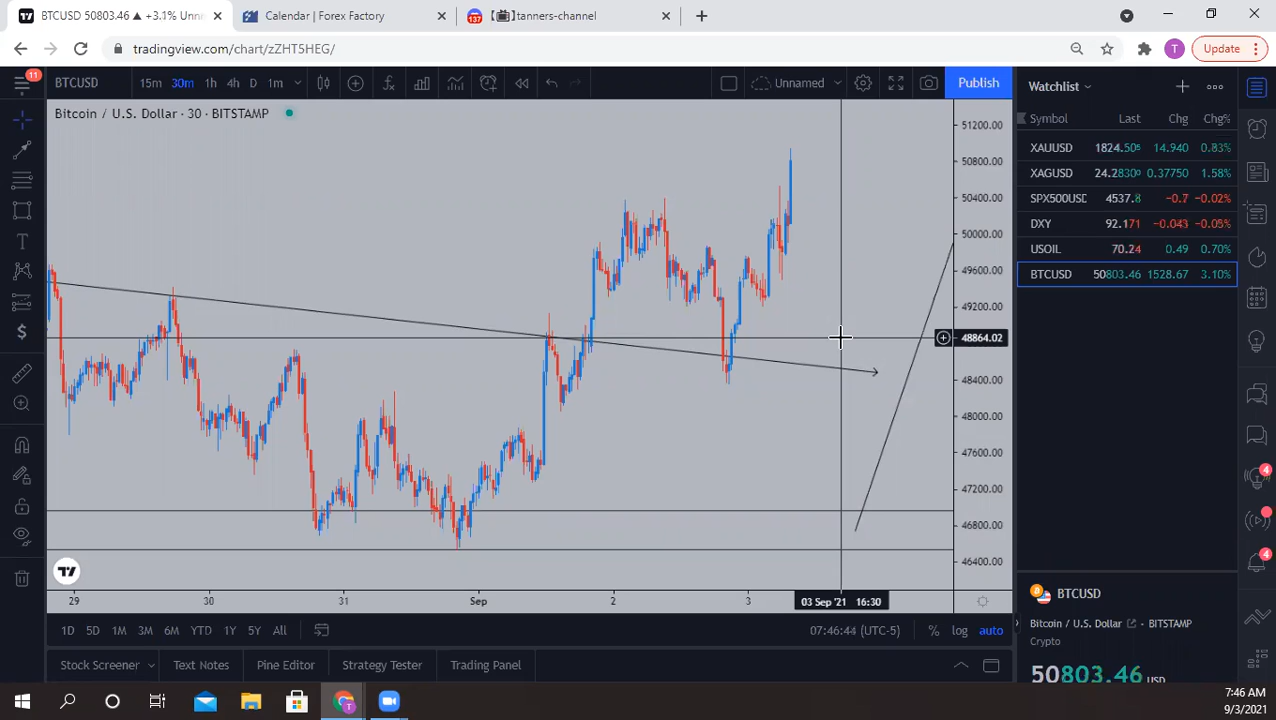 BTCUSD 50803.46 ▲ +3.1% Unn
Calendar | Forex Factory
137
tanners-channel
tradingview.com/chart/zZHT5HEG/
T
Update
11
BTCUSD
15m 30m 1h 4h D 1m
Unnamed
Publish
Bitcoin / U.S. Dollar · 30 · BITSTAMP
51200.00
50800.00
50400.00
50000.00
49600.00
49200.00
48864.02
48400.00
48000.00
47600.00
47200.00
46800.00
46400.00
29 30 31 Sep 2 3
03 Sep '21 16:30
1D 5D 1M 3M 6M YTD 1Y 5Y All
07:46:44 (UTC-5)
% log auto
Stock Screener
Text Notes
Pine Editor
Strategy Tester
Trading Panel
Watchlist
Symbol Last Chg Chg%
XAUUSD 1824.505 14.940 0.83%
XAGUSD 24.2830⁰ 0.37750 1.58%
SPX500USD 4537.8 −0.7 −0.02%
DXY 92.171 −0.043 −0.05%
USOIL 70.24 0.49 0.70%
BTCUSD 50803.46 1528.67 3.10%
4
4
BTCUSD
Bitcoin / U.S. Dollar · BITSTAMP
Crypto
50803.46 USD
7:46 AM
9/3/2021